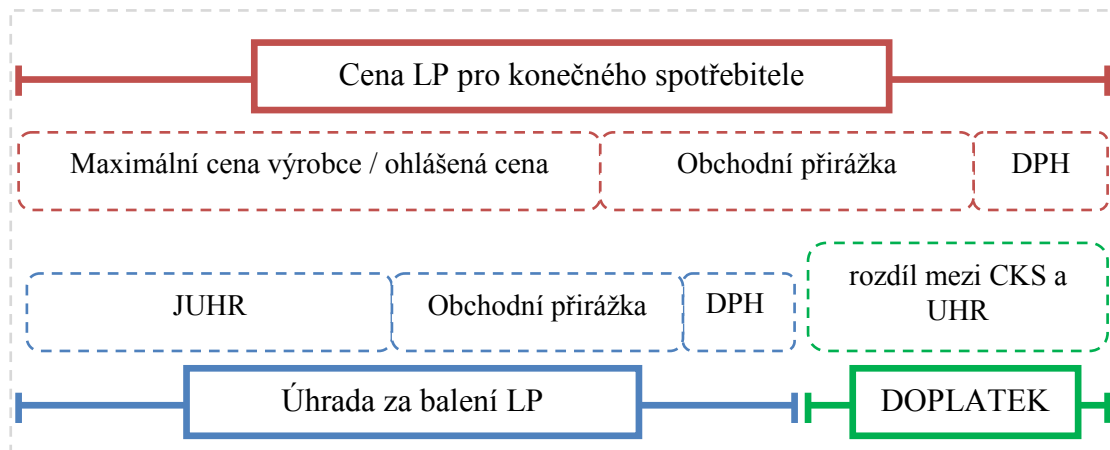 Cena LP pro konečného spotřebitele
Maximální cena výrobce / ohlášená cena
Obchodní přirážka
DPH
JUHR
Obchodní přirážka
DPH
rozdíl mezi CKS a
UHR
Úhrada za balení LP
DOPLATEK